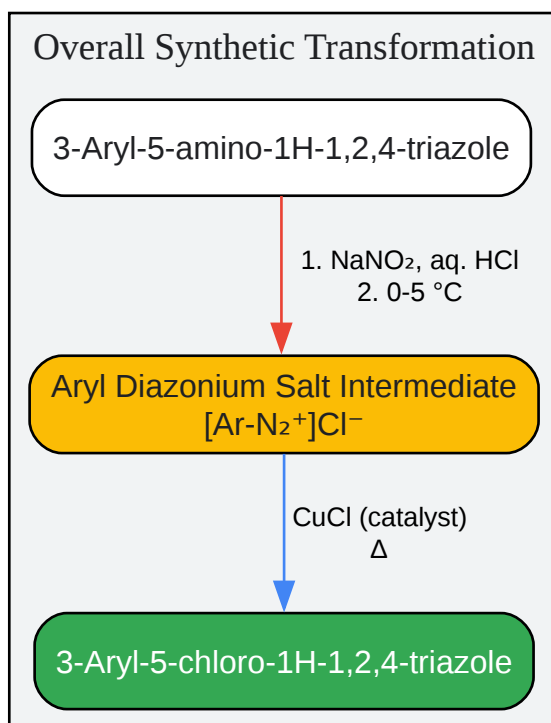 Overall Synthetic Transformation
3-Aryl-5-amino-1H-1,2,4-triazole
1. NaNO₂, aq. HCl
2. 0-5 °C
Aryl Diazonium Salt Intermediate
[Ar-N₂⁺]Cl⁻
CuCl (catalyst)
Δ
3-Aryl-5-chloro-1H-1,2,4-triazole